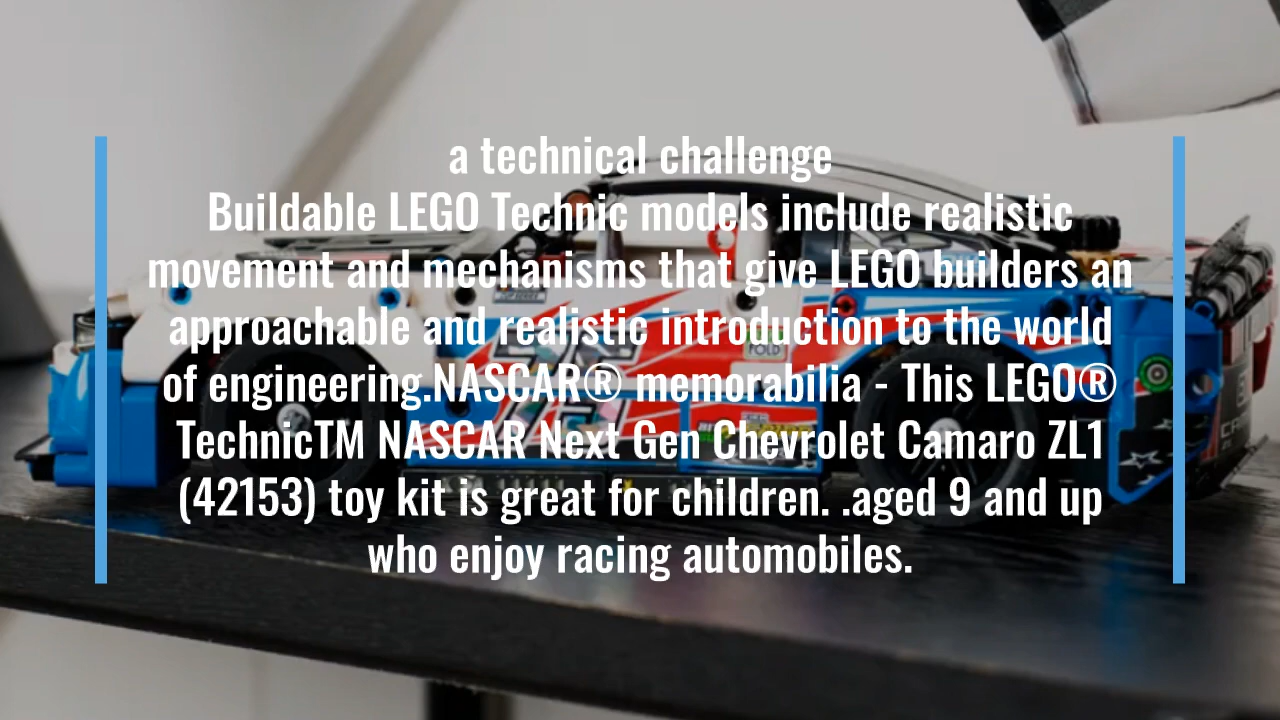 a technical challenge
Buildable LEGO Technic models include realistic
movement and mechanisms that give LEGO builders an
approachable and realistic introduction to the world
of engineering.NASCAR® memorabilia - This LEGO®
TechnicTM NASCAR Next Gen Chevrolet Camaro ZL1
(42153) toy kit is great for children. .aged 9 and up
who enjoy racing automobiles.